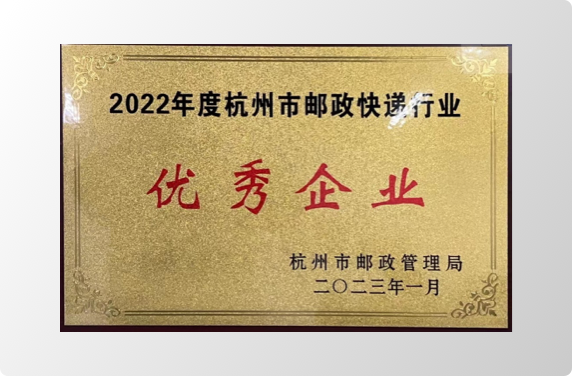 2022年度杭州市邮政快递行业
优秀企业
杭州市邮政管理局
二〇二三年一月